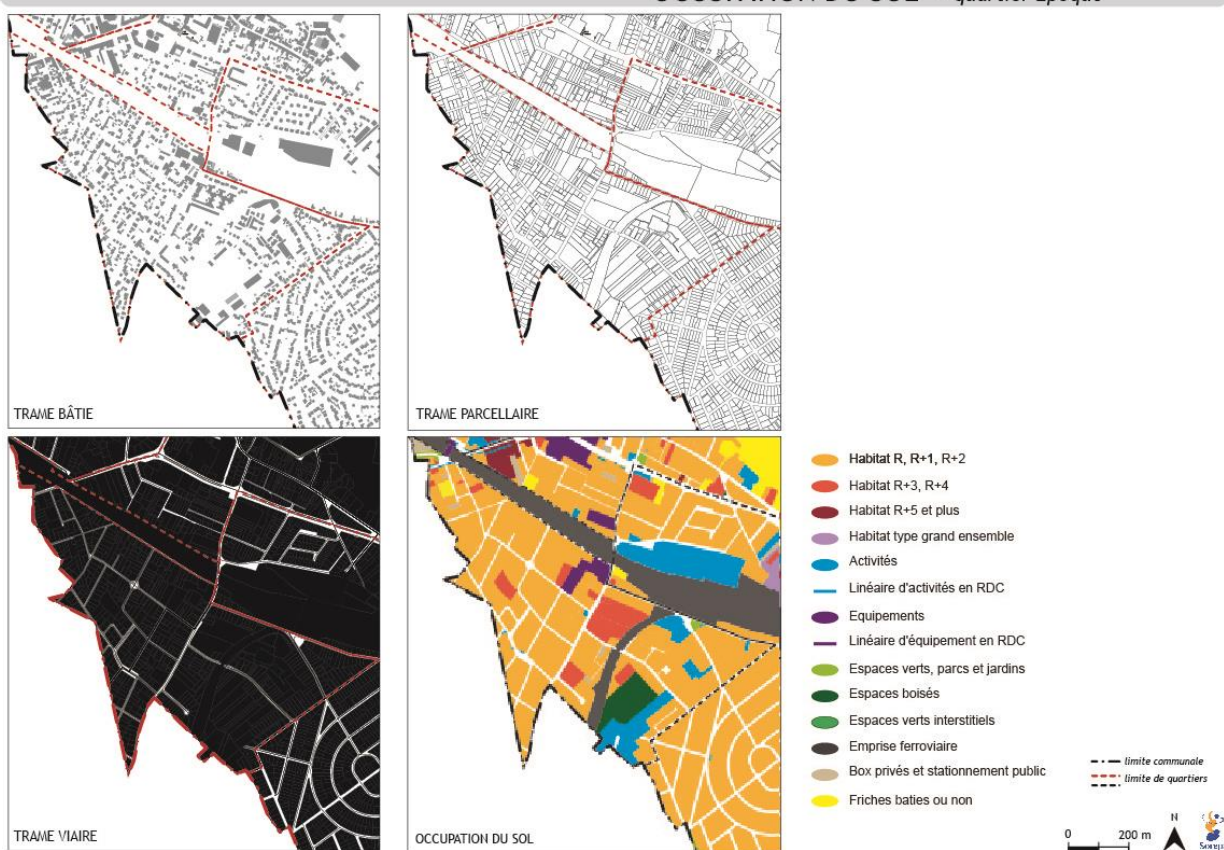 OCCUPATION DU SOL - quartier Epoque
TRAME BÂTIE
TRAME PARCELLAIRE
TRAME VIAIRE
OCCUPATION DU SOL
Habitat R, R+1, R+2
Habitat R+3, R+4
Habitat R+5 et plus
Habitat type grand ensemble
Activités
Linéaire d'activités en RDC
Equipements
Linéaire d'équipement en RDC
Espaces verts, parcs et jardins
Espaces boisés
Espaces verts interstitiels
Emprise ferroviaire
Box privés et stationnement public
Friches baties ou non
limite communale
limite de quartiers
0 200 m
N